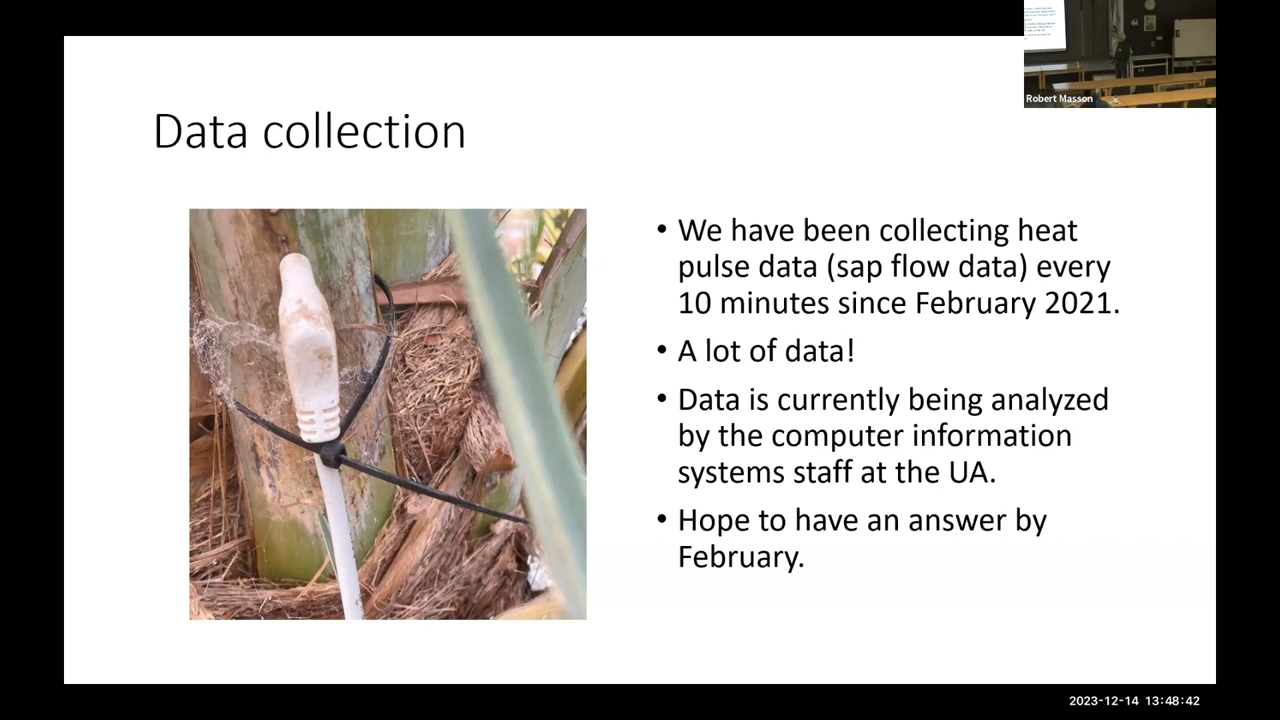 Data collection
• We have been collecting heat
pulse data (sap flow data) every
10 minutes since February 2021.
• A lot of data!
• Data is currently being analyzed
by the computer information
systems staff at the UA.
• Hope to have an answer by
February.
Robert Masson
2023-12-14 13:48:42